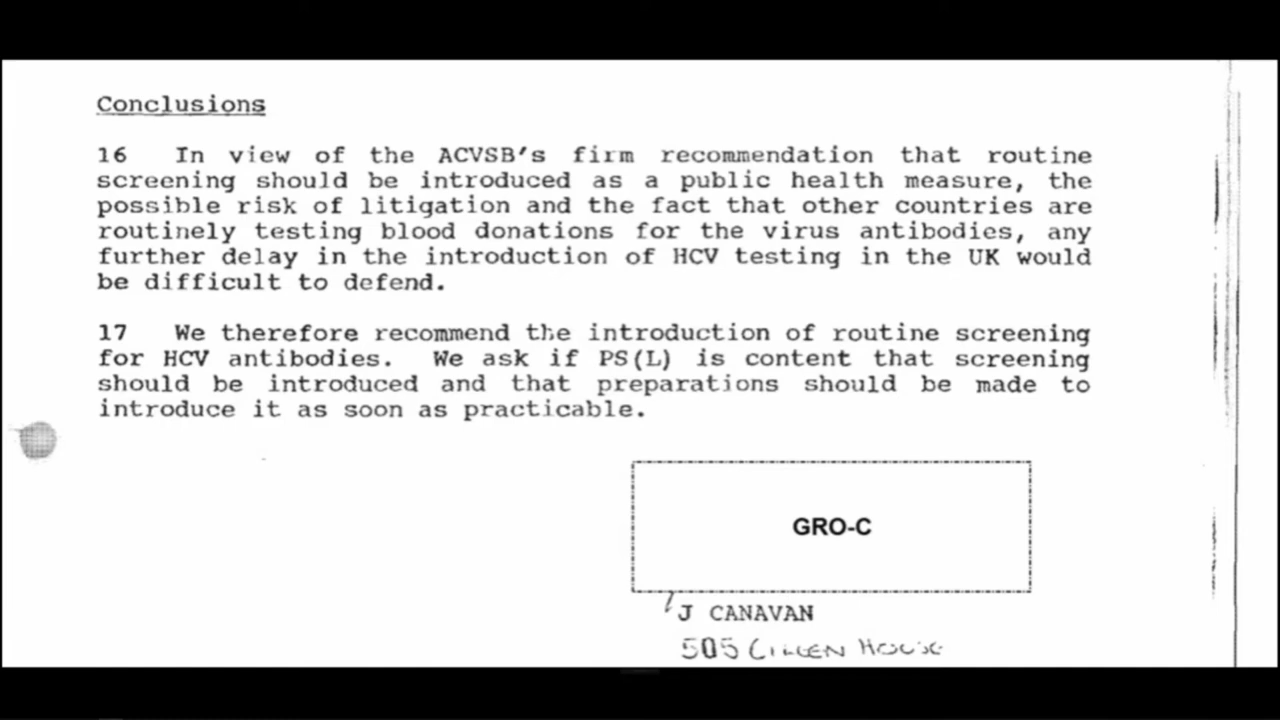 Conclusions
16 In view of the ACVSB's firm recommendation that routine
screening should be introduced as a public health measure, the
possible risk of litigation and the fact that other countries are
routinely testing blood donations for the virus antibodies, any
further delay in the introduction of HCV testing in the UK would
be difficult to defend.
17 We therefore recommend the introduction of routine screening
for HCV antibodies. We ask if PS(L) is content that screening
should be introduced and that preparations should be made to
introduce it as soon as practicable.
GRO-C
J CANAVAN
505 HOUSE